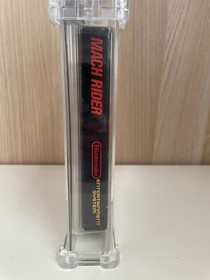 MACH RIDER
Nintendo
ENTERTAINMENT
SYSTEM